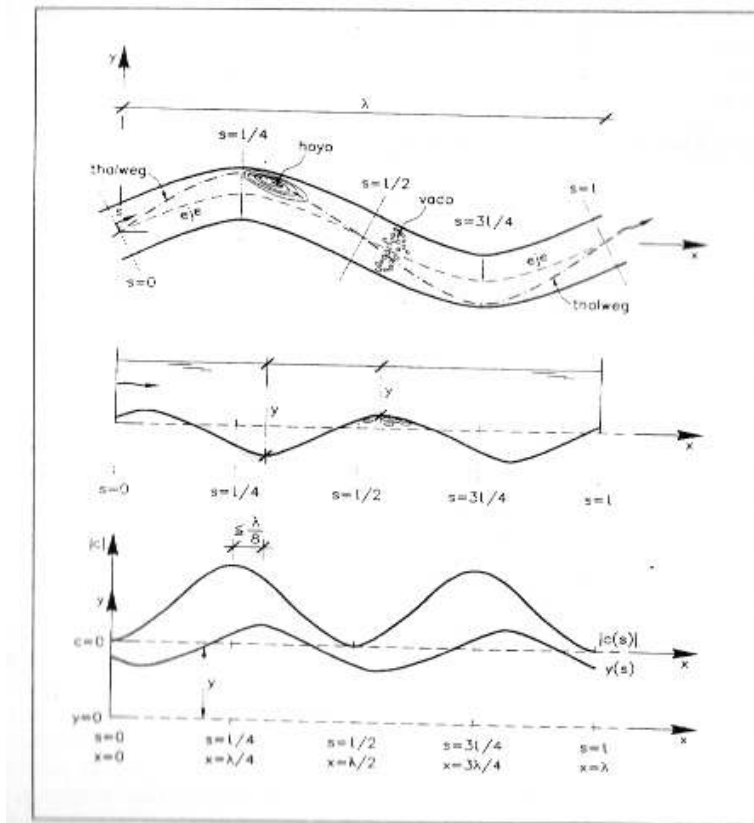 y
λ
s=l/4
hoyo
thalweg
s=l/2
vaco
s=l
s=3l/4
s
eje
eje
x
s=0
thalweg
y
y
x
s=0
s=l/4
s=l/2
s=3l/4
s=l
≦ λ/8
|c|
y
c=0
|c(s)|
x
y(s)
y
y=0
x
s=0
s=l/4
s=l/2
s=3l/4
s=l
x=0
x=λ/4
x=λ/2
x=3λ/4
x=λ